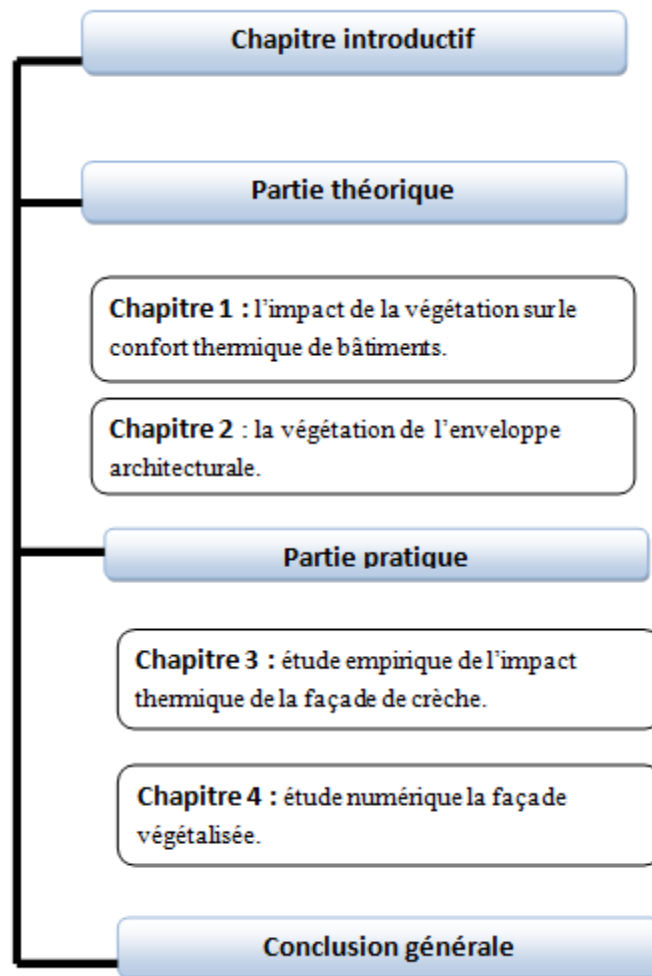 Chapitre introductif
Partie théorique
Chapitre 1 : l’impact de la végétation sur le
confort thermique de bâtiments.
Chapitre 2 : la végétation de l’enveloppe
architecturale.
Partie pratique
Chapitre 3 : étude empirique de l’impact
thermique de la façade de crèche.
Chapitre 4 : étude numérique la façade
végétalisée.
Conclusion générale